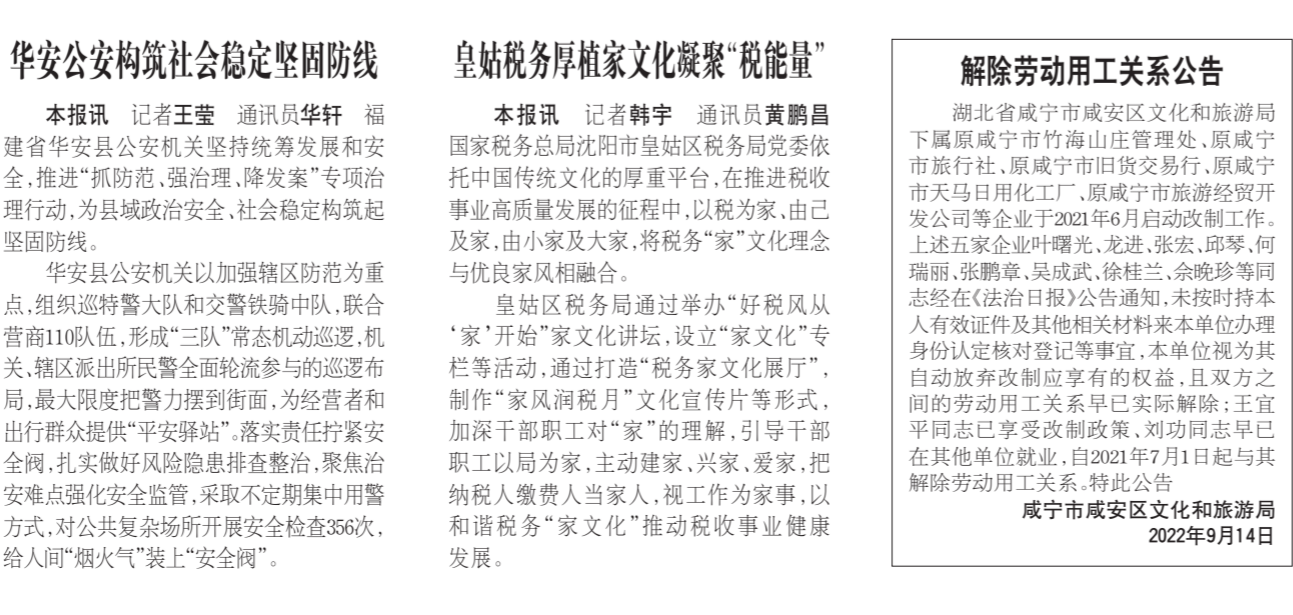 华安公安构筑社会稳定坚固防线
本报讯 记者王莹 通讯员华轩 福
建省华安县公安机关坚持统筹发展和安
全，推进“抓防范、强治理、降发案”专项治
理行动，为县域政治安全、社会稳定构筑起
坚固防线。
华安县公安机关以加强辖区防范为重
点，组织巡特警大队和交警铁骑中队，联合
营商110队伍，形成“三队”常态机动巡逻，机
关、辖区派出所民警全面轮流参与的巡逻布
局，最大限度把警力摆到街面，为经营者和
出行群众提供“平安驿站”。落实责任拧紧安
全阀，扎实做好风险隐患排查整治，聚焦治
安难点强化安全监管，采取不定期集中用警
方式，对公共复杂场所开展安全检查356次，
给人间“烟火气”装上“安全阀”。
皇姑税务厚植家文化凝聚“税能量”
本报讯 记者韩宇 通讯员黄鹏昌
国家税务总局沈阳市皇姑区税务局党委依
托中国传统文化的厚重平台，在推进税收
事业高质量发展的征程中，以税为家、由己
及家，由小家及大家，将税务“家”文化理念
与优良家风相融合。
皇姑区税务局通过举办“好税风从
‘家’开始”家文化讲坛，设立“家文化”专
栏等活动，通过打造“税务家文化展厅”，
制作“家风润税月”文化宣传片等形式，
加深干部职工对“家”的理解，引导干部
职工以局为家，主动建家、兴家、爱家，把
纳税人缴费人当家人，视工作为家事，以
和谐税务“家文化”推动税收事业健康
发展。
解除劳动用工关系公告
湖北省咸宁市咸安区文化和旅游局
下属原咸宁市竹海山庄管理处、原咸宁
市旅行社、原咸宁市旧货交易行、原咸宁
市天马日用化工厂、原咸宁市旅游经贸开
发公司等企业于2021年6月启动改制工作。
上述五家企业叶曙光、龙进、张宏、邱琴、何
瑞丽、张鹏章、吴成武、徐桂兰、佘晚珍等同
志经在《法治日报》公告通知，未按时持本
人有效证件及其他相关材料来本单位办理
身份认定核对登记等事宜，本单位视为其
自动放弃改制应享有的权益，且双方之
间的劳动用工关系早已实际解除；王宜
平同志已享受改制政策、刘功同志早已
在其他单位就业，自2021年7月1日起与其
解除劳动用工关系。特此公告
咸宁市咸安区文化和旅游局
2022年9月14日